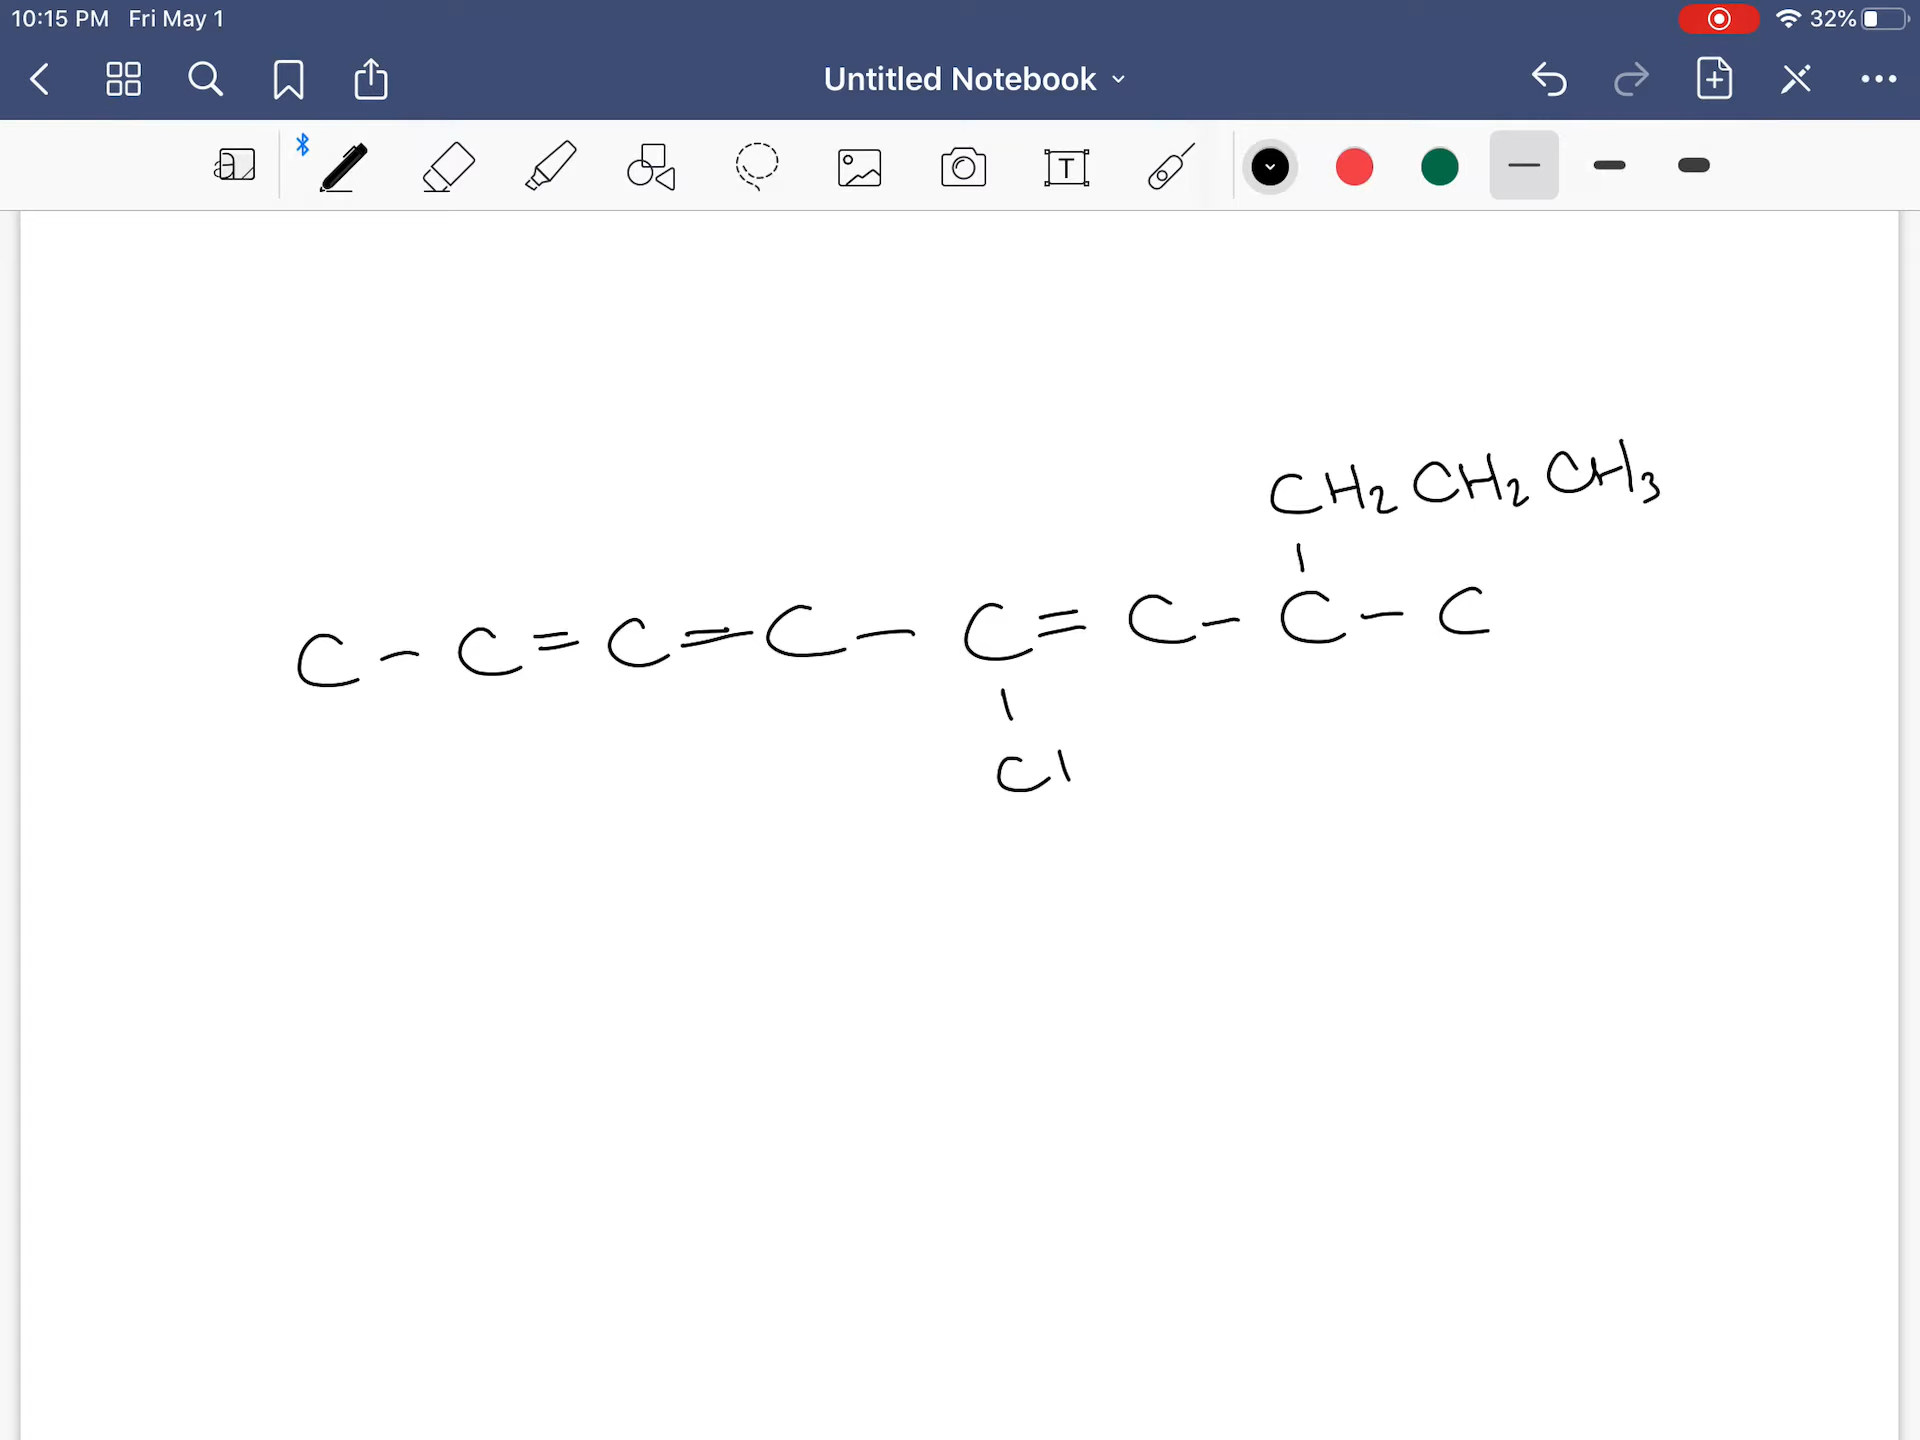 10:15 PM Fri May 1
32%
Untitled Notebook
T
CH₂ CH₂ CH₃
C - C = C = C - C = C - C - C
Cl